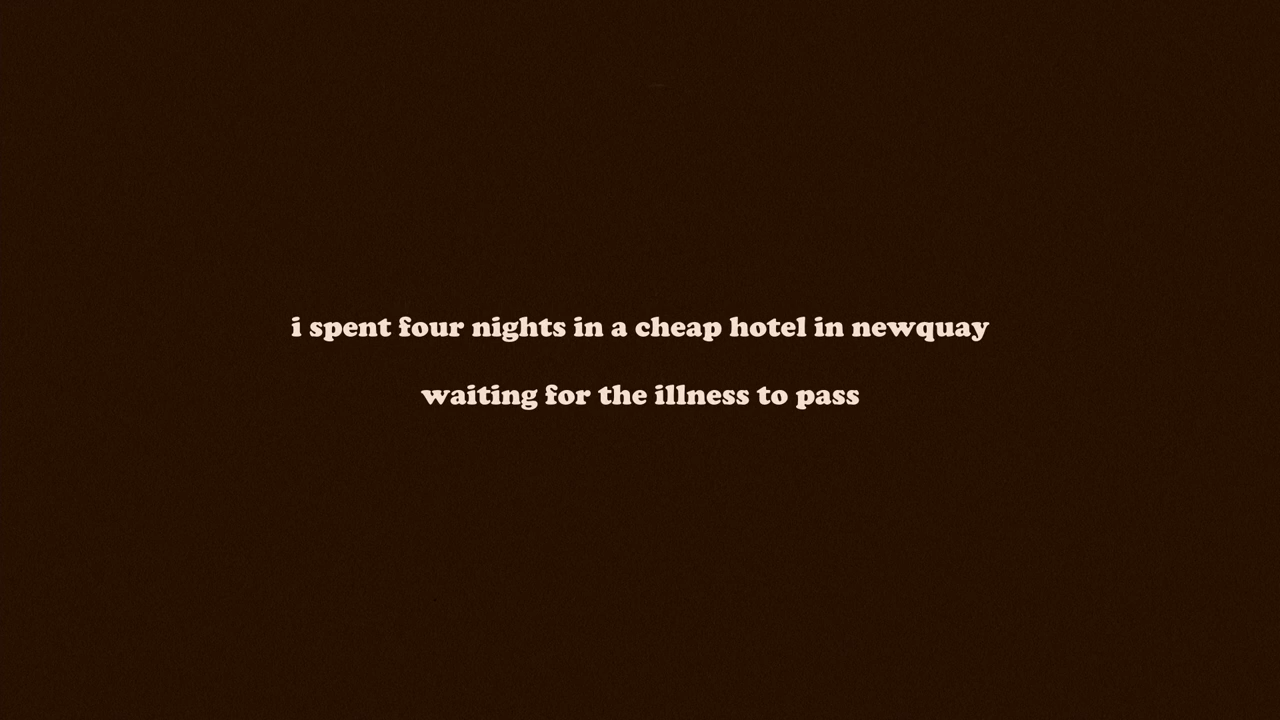 i spent four nights in a cheap hotel in newquay
waiting for the illness to pass